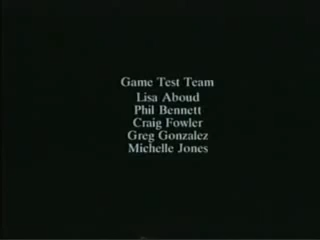 Game Test Team
Lisa Aboud
Phil Bennett
Craig Fowler
Greg Gonzalez
Michelle Jones